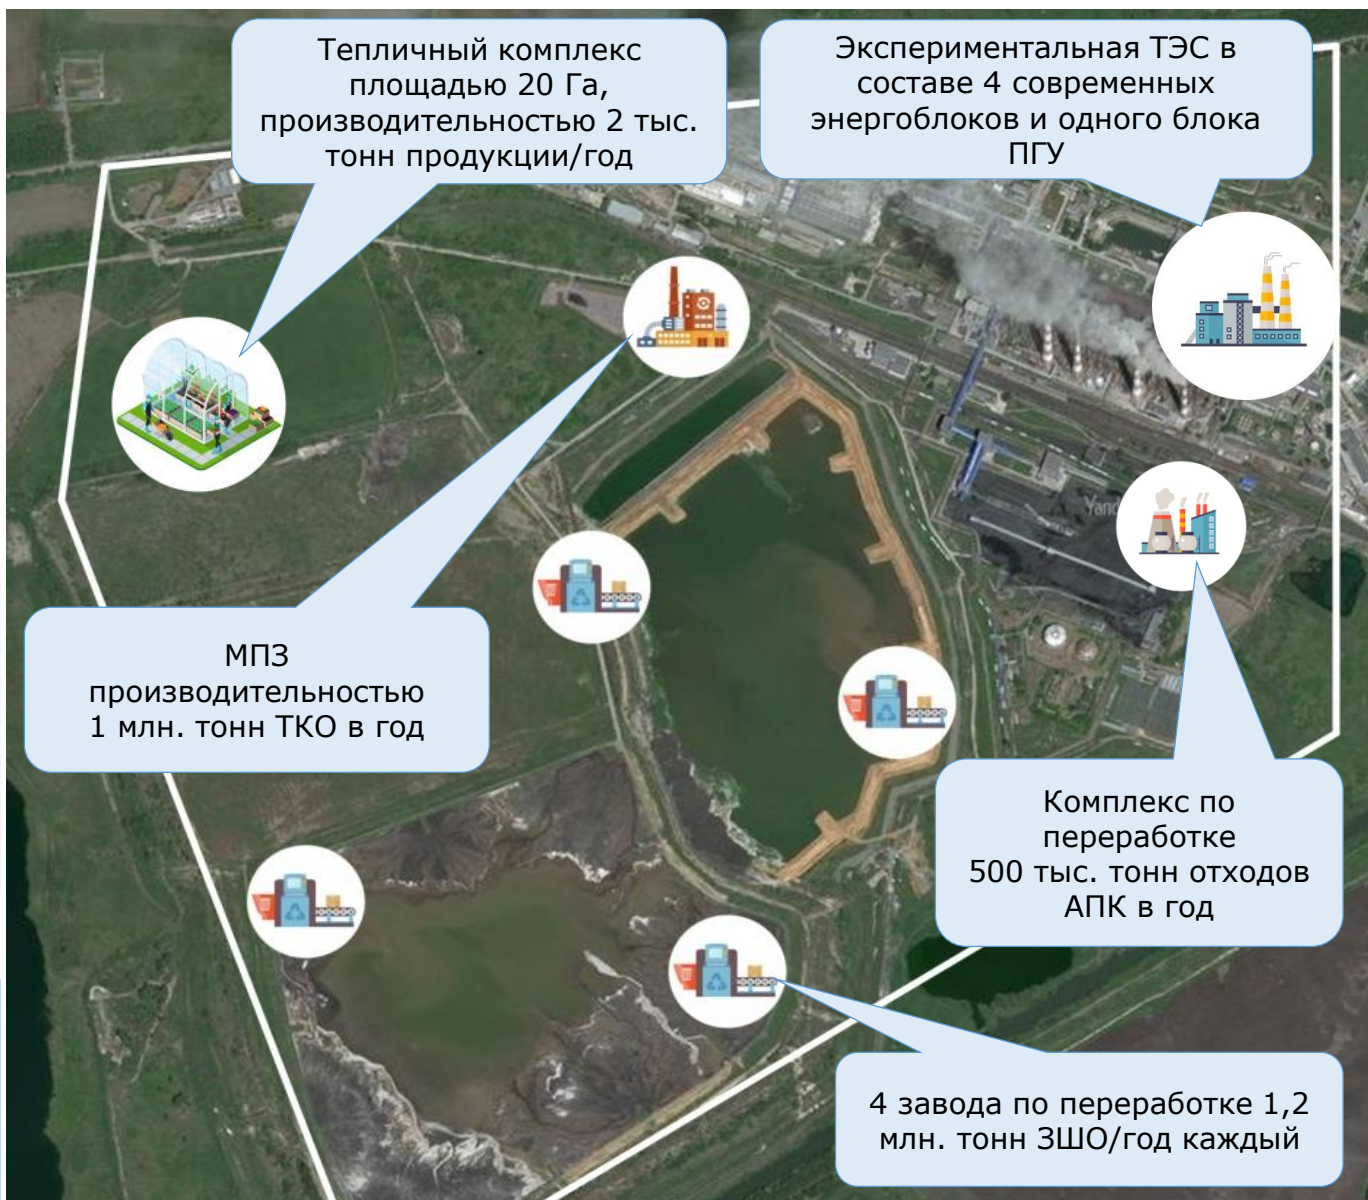 Тепличный комплекс
площадью 20 Га,
производительностью 2 тыс.
тонн продукции/год
Экспериментальная ТЭС в
составе 4 современных
энергоблоков и одного блока
ПГУ
МПЗ
производительностью
1 млн. тонн ТКО в год
Комплекс по
переработке
500 тыс. тонн отходов
АПК в год
4 завода по переработке 1,2
млн. тонн ЗШО/год каждый